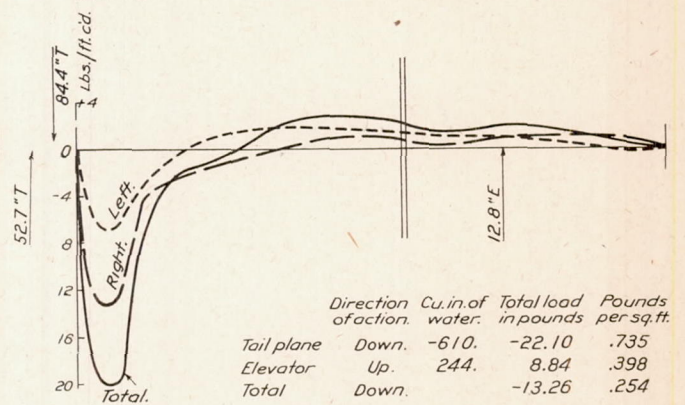 84.4"T
Lbs./ft.c'd.
+4
0
-4
8
12
16
20
52.7"T
Left.
Right.
Total.
12.8"E
Direction of action. Cu.in.of water. Total load in pounds Pounds per sq.ft.
Tail plane Down. -610. -22.10 .735
Elevator Up. 244. 8.84 .398
Total Down. -13.26 .254